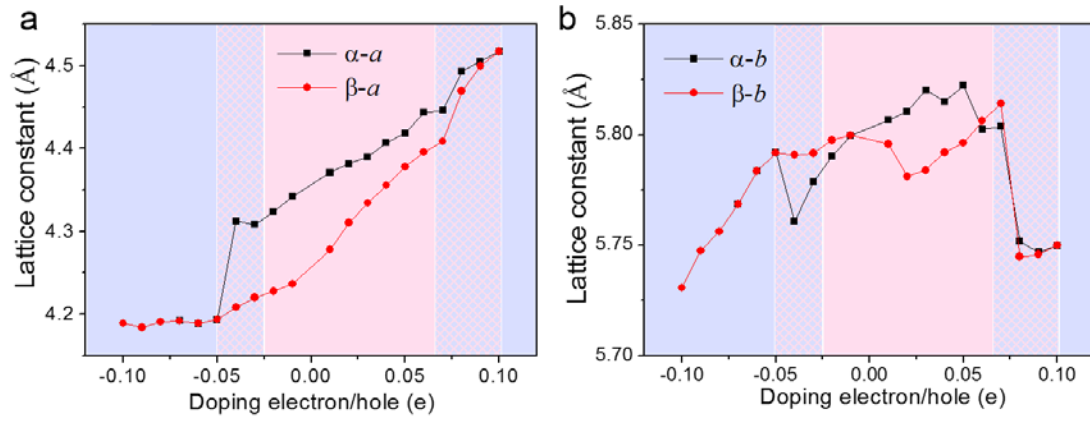 a
Lattice constant (Å)
4.5
4.4
4.3
4.2
α-a
β-a
-0.10
-0.05
0.00
0.05
0.10
Doping electron/hole (e)
b
Lattice constant (Å)
5.85
5.80
5.75
5.70
α-b
β-b
-0.10
-0.05
0.00
0.05
0.10
Doping electron/hole (e)